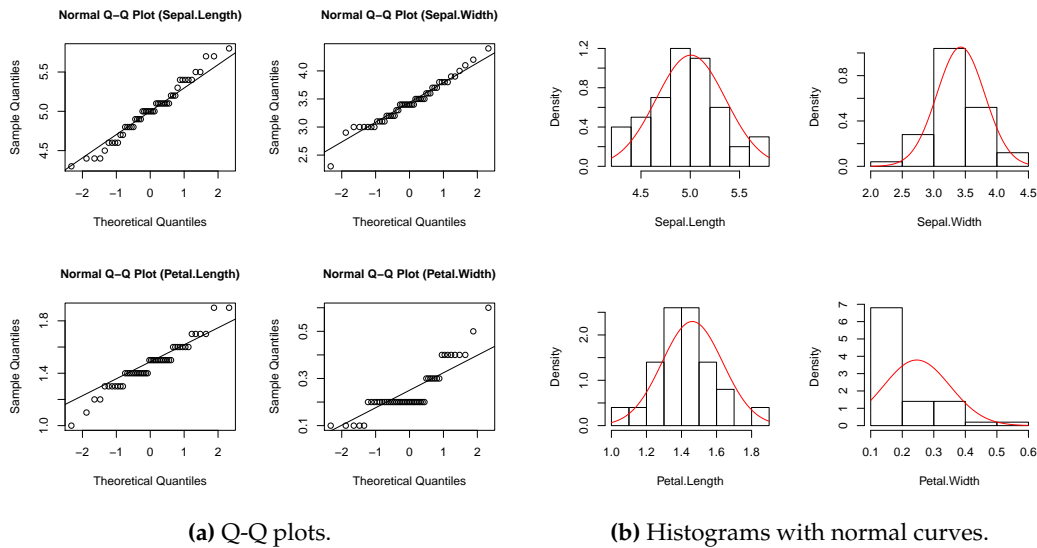 Normal Q−Q Plot (Sepal.Length)
Sample Quantiles
4.5 5.0 5.5
−2 −1 0 1 2
Theoretical Quantiles
Normal Q−Q Plot (Sepal.Width)
Sample Quantiles
2.5 3.0 3.5 4.0
−2 −1 0 1 2
Theoretical Quantiles
Normal Q−Q Plot (Petal.Length)
Sample Quantiles
1.0 1.4 1.8
−2 −1 0 1 2
Theoretical Quantiles
Normal Q−Q Plot (Petal.Width)
Sample Quantiles
0.1 0.3 0.5
−2 −1 0 1 2
Theoretical Quantiles
(a) Q-Q plots.
Density
0.0 0.4 0.8 1.2
4.5 5.0 5.5
Sepal.Length
Density
0.0 0.4 0.8
2.0 2.5 3.0 3.5 4.0 4.5
Sepal.Width
Density
0.0 1.0 2.0
1.0 1.2 1.4 1.6 1.8
Petal.Length
Density
0 1 2 3 4 5 6 7
0.1 0.2 0.3 0.4 0.5 0.6
Petal.Width
(b) Histograms with normal curves.